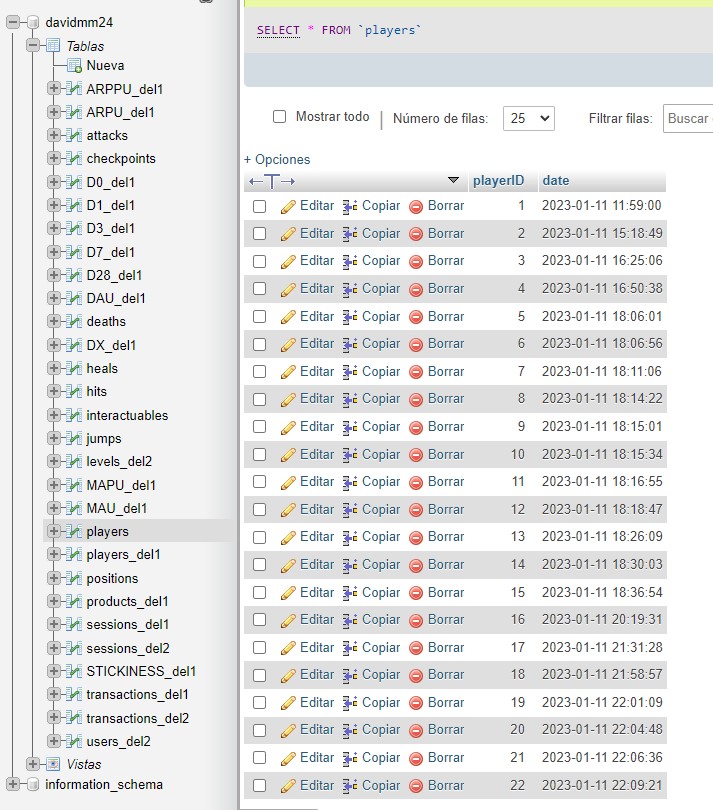 davidmm24
Tablas
Nueva
ARPPU_del1
ARPU_del1
attacks
checkpoints
D0_del1
D1_del1
D3_del1
D7_del1
D28_del1
DAU_del1
deaths
DX_del1
heals
hits
interactuables
jumps
levels_del2
MAPU_del1
MAU_del1
players
players_del1
positions
products_del1
sessions_del1
sessions_del2
STICKINESS_del1
transactions_del1
transactions_del2
users_del2
Vistas
information_schema
SELECT * FROM `players`
Mostrar todo | Número de filas: 25 Filtrar filas: Buscar
+ Opciones
←T→ playerID date
Editar Copiar Borrar 1 2023-01-11 11:59:00
Editar Copiar Borrar 2 2023-01-11 15:18:49
Editar Copiar Borrar 3 2023-01-11 16:25:06
Editar Copiar Borrar 4 2023-01-11 16:50:38
Editar Copiar Borrar 5 2023-01-11 18:06:01
Editar Copiar Borrar 6 2023-01-11 18:06:56
Editar Copiar Borrar 7 2023-01-11 18:11:06
Editar Copiar Borrar 8 2023-01-11 18:14:22
Editar Copiar Borrar 9 2023-01-11 18:15:01
Editar Copiar Borrar 10 2023-01-11 18:15:34
Editar Copiar Borrar 11 2023-01-11 18:16:55
Editar Copiar Borrar 12 2023-01-11 18:18:47
Editar Copiar Borrar 13 2023-01-11 18:26:09
Editar Copiar Borrar 14 2023-01-11 18:30:03
Editar Copiar Borrar 15 2023-01-11 18:36:54
Editar Copiar Borrar 16 2023-01-11 20:19:31
Editar Copiar Borrar 17 2023-01-11 21:31:28
Editar Copiar Borrar 18 2023-01-11 21:58:57
Editar Copiar Borrar 19 2023-01-11 22:01:09
Editar Copiar Borrar 20 2023-01-11 22:04:48
Editar Copiar Borrar 21 2023-01-11 22:06:36
Editar Copiar Borrar 22 2023-01-11 22:09:21